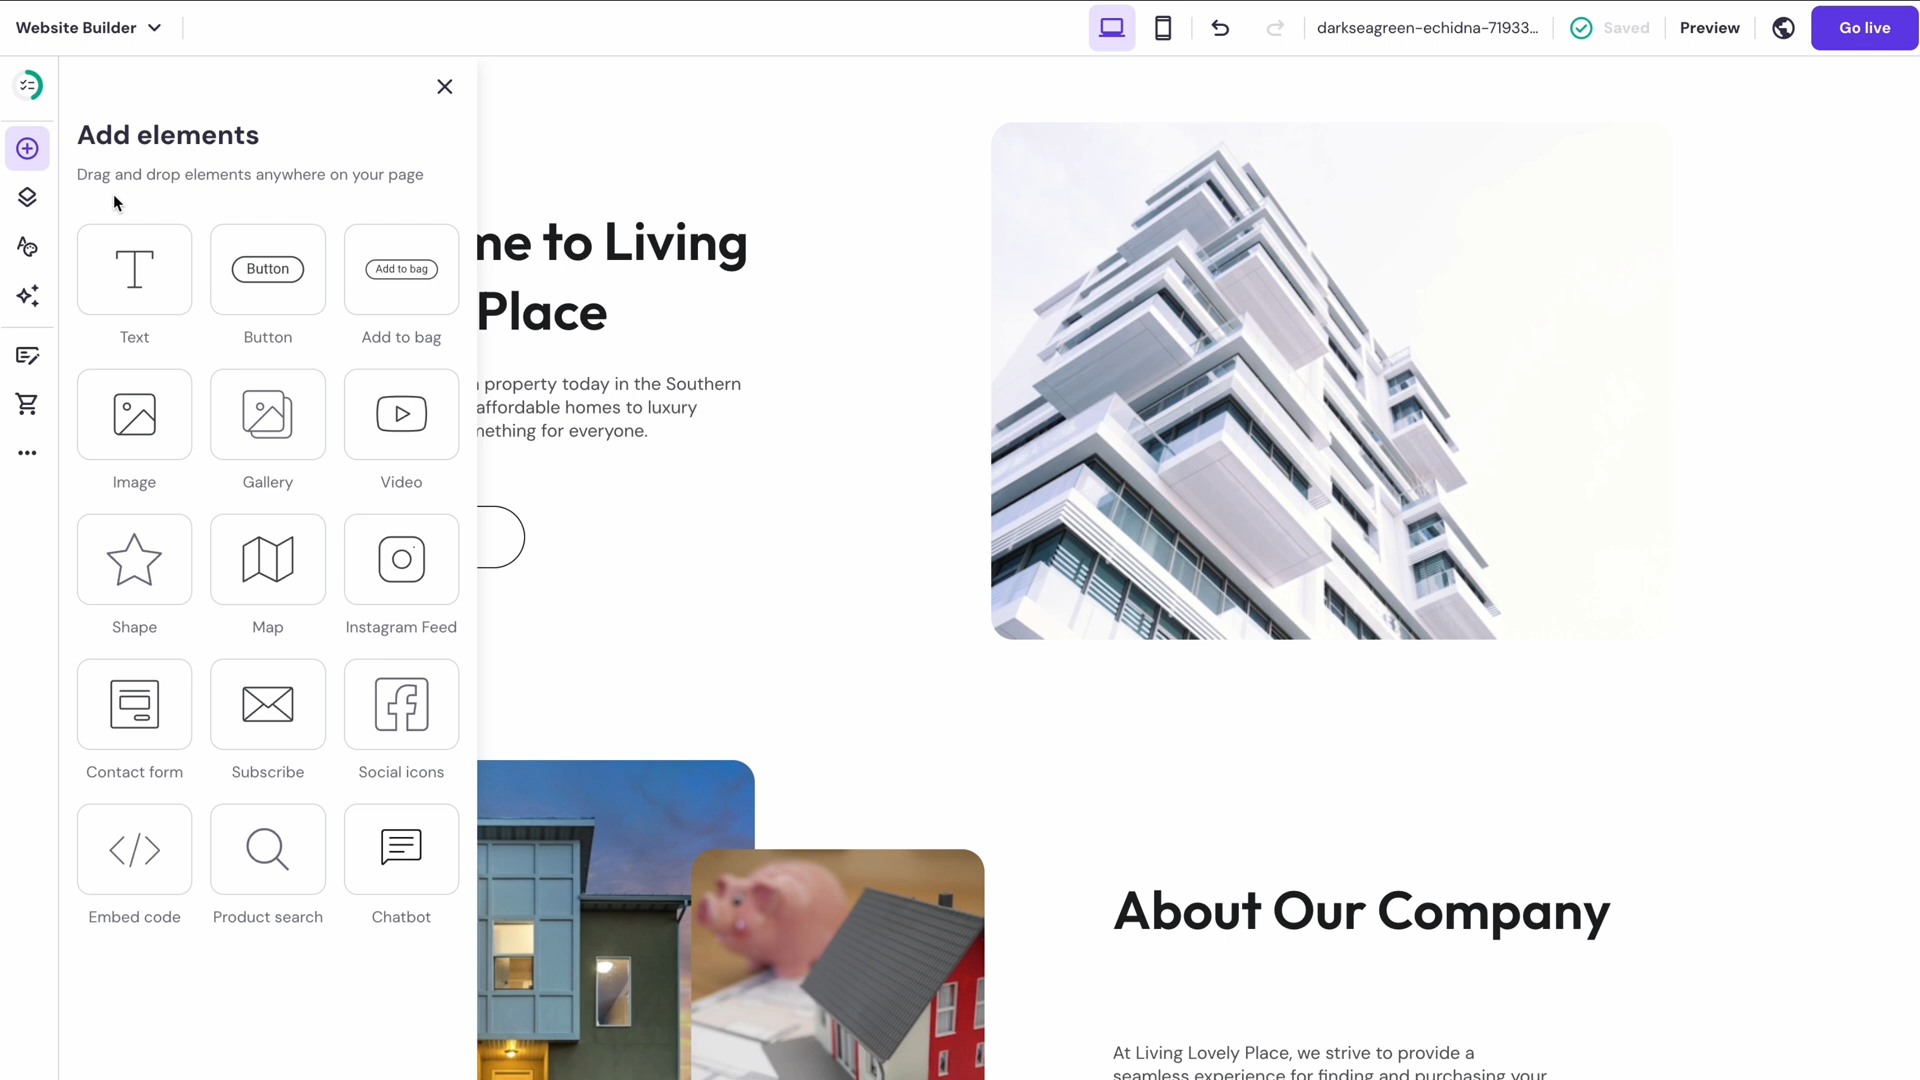 Website Builder
darkseagreen-echidna-71933...
Saved
Preview
Go live
Add elements
Drag and drop elements anywhere on your page
Button
Add to bag
Text
Button
Add to bag
Image
Gallery
Video
Shape
Map
Instagram Feed
Contact form
Subscribe
Social icons
Embed code
Product search
Chatbot
me to Living
Place
property today in the Southern
affordable homes to luxury
mething for everyone.
About Our Company
At Living Lovely Place, we strive to provide a
seamless experience for finding and purchasing your